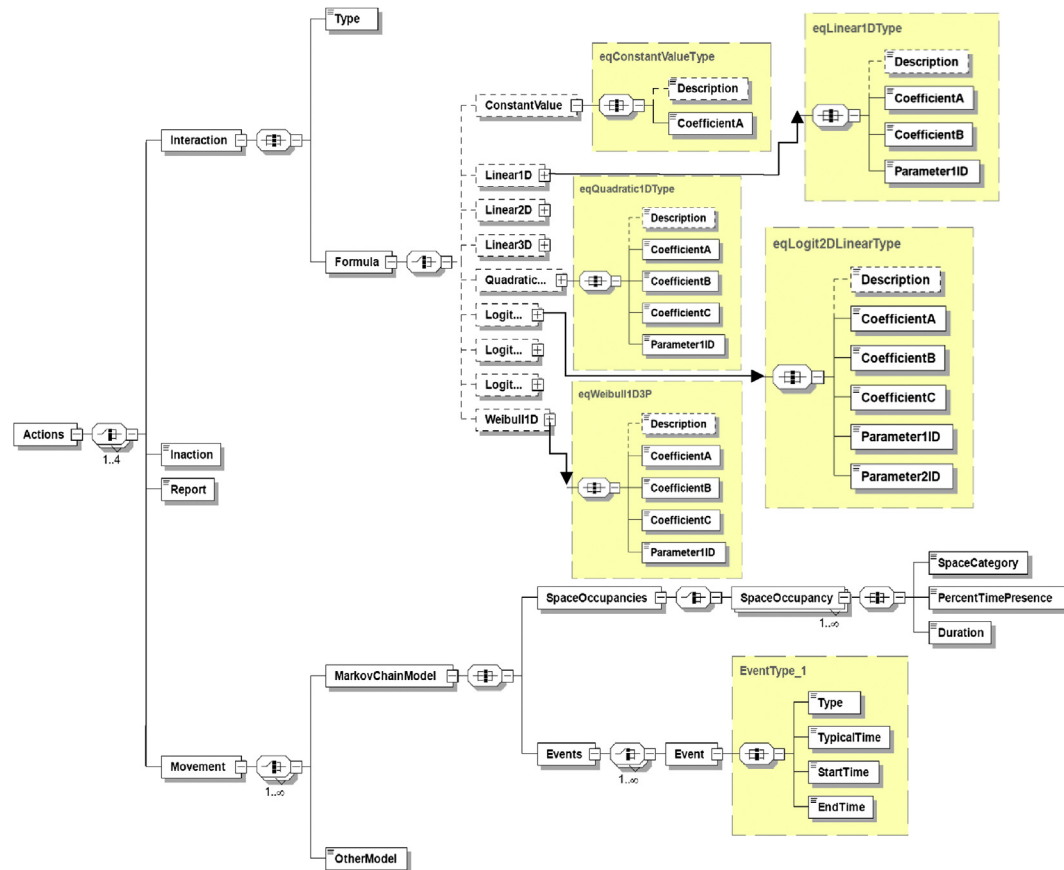 Type
eqLinear1DType
eqConstantValueType
Description
Description
ConstantValue
CoefficientA
CoefficientA
CoefficientB
Interaction
Parameter1ID
Linear1D
eqQuadratic1DType
Linear2D
Description
Linear3D
CoefficientA
eqLogit2DLinearType
Formula
Quadratic...
CoefficientB
Description
Logit...
CoefficientC
CoefficientA
Logit...
Parameter1ID
CoefficientB
Logit...
eqWeibull1D3P
CoefficientC
Weibull1D
Description
Actions
1..4
Parameter1ID
Inaction
CoefficientA
Parameter2ID
Report
CoefficientB
CoefficientC
Parameter1ID
SpaceCategory
SpaceOccupancies
SpaceOccupancy
1..∞
PercentTimePresence
Duration
MarkovChainModel
EventType_1
Type
TypicalTime
Events
1..∞
Event
Movement
1..∞
StartTime
EndTime
OtherModel